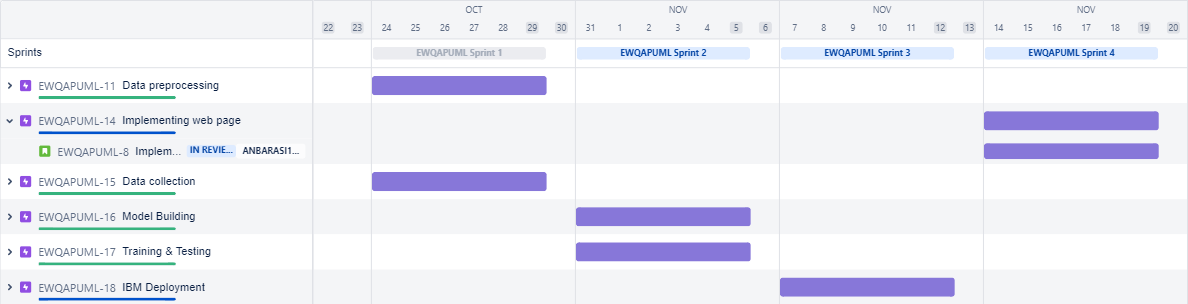 OCT NOV NOV NOV
22 23 24 25 26 27 28 29 30 31 1 2 3 4 5 6 7 8 9 10 11 12 13 14 15 16 17 18 19 20
Sprints EWQAPUML Sprint 1 EWQAPUML Sprint 2 EWQAPUML Sprint 3 EWQAPUML Sprint 4
EWQAPUML-11 Data preprocessing
EWQAPUML-14 Implementing web page
EWQAPUML-8 Implem... IN REVIE... ANBARASI1...
EWQAPUML-15 Data collection
EWQAPUML-16 Model Building
EWQAPUML-17 Training & Testing
EWQAPUML-18 IBM Deployment